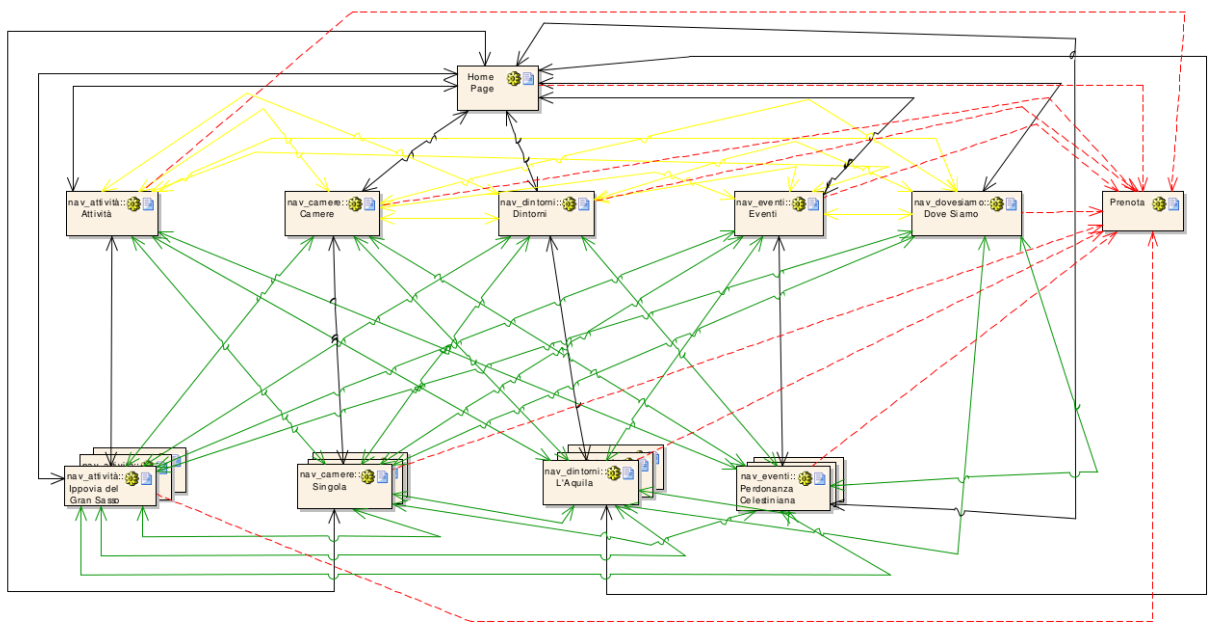 Home
Page
nav_attività::
Attività
nav_camere::
Camere
nav_dintorni::
Dintorni
nav_eventi::
Eventi
nav_dovesiamo::
Dove Siamo
Prenota
nav_attività::
Ippovia del
Gran Sasso
nav_camere::
Singola
nav_dintorni::
L'Aquila
nav_eventi::
Perdonanza
Celestiniana